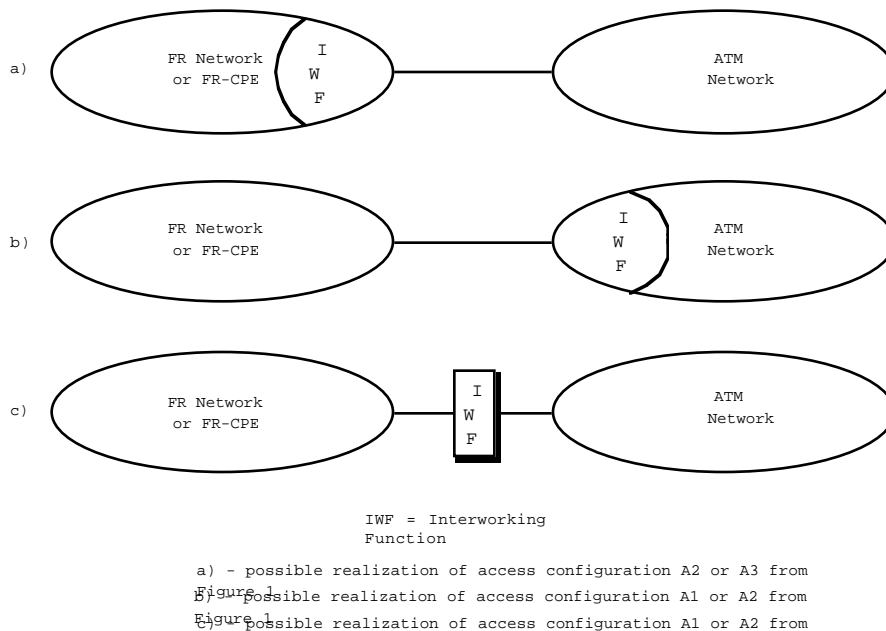 a)
FR Network
or FR-CPE
I
W
F
ATM
Network
b)
FR Network
or FR-CPE
I
W
F
ATM
Network
c)
FR Network
or FR-CPE
I
W
F
ATM
Network
IWF = Interworking
Function
a) - possible realization of access configuration A2 or A3 from
Figure 1
b) - possible realization of access configuration A1 or A2 from
Figure 1
c) - possible realization of access configuration A1 or A2 from